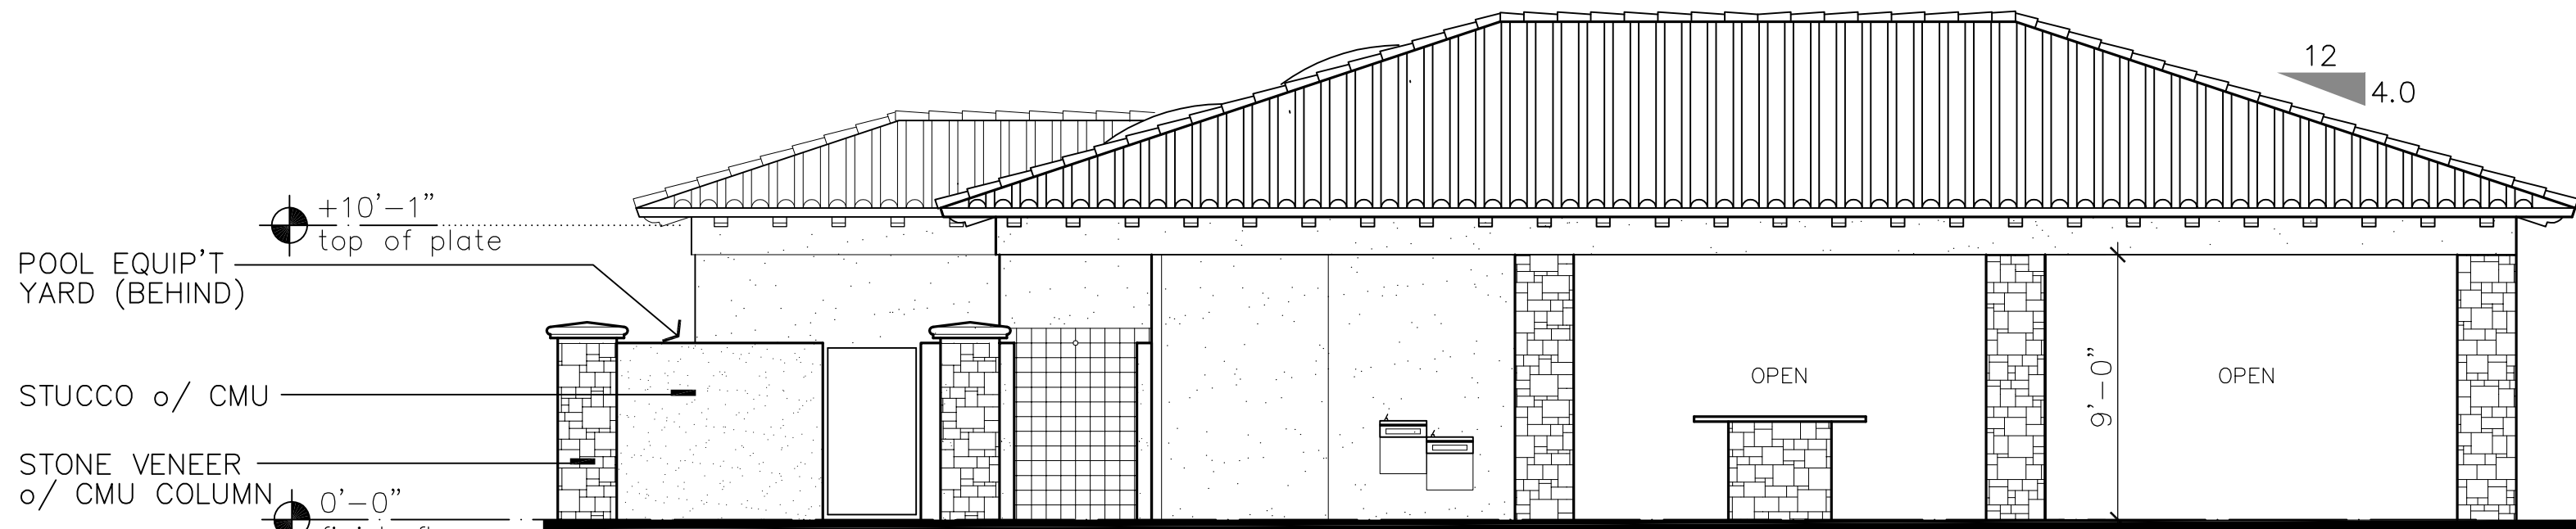 12
4.0
+10'-1"
top of plate
POOL EQUIP'T
YARD (BEHIND)
STUCCO o/ CMU
STONE VENEER
o/ CMU COLUMN
0'-0"
OPEN
9'-0"
OPEN